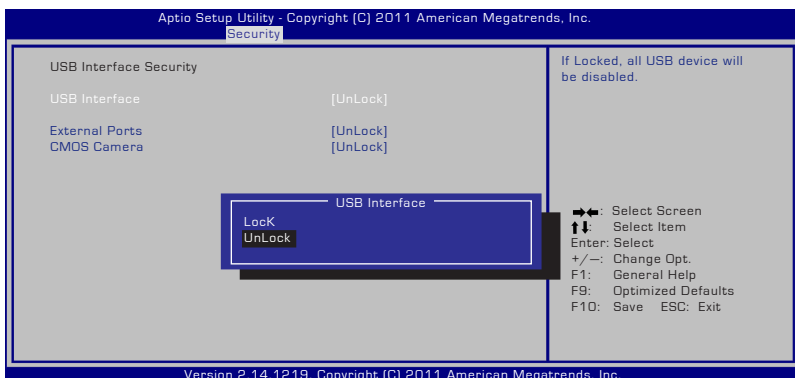 Aptio Setup Utility - Copyright (C) 2011 American Megatrends, Inc.
Security
USB Interface Security
USB Interface [UnLock]
External Ports [UnLock]
CMOS Camera [UnLock]
USB Interface
LocK
UnLock
If Locked, all USB device will
be disabled.
→←: Select Screen
↑↓: Select Item
Enter: Select
+/—: Change Opt.
F1: General Help
F9: Optimized Defaults
F10: Save ESC: Exit
Version 2.14.1219. Copyright (C) 2011 American Megatrends, Inc.